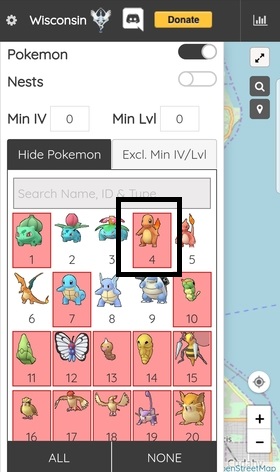 Wisconsin Donate
Pokemon
Nests
Min IV 0 Min Lvl 0
Hide Pokemon Excl. Min IV/Lvl
Search Name, ID & Type
1 2 3 4 5
6 7 8 9 10
11 12 13 14 15
16 17 18 19 20
ALL NONE
+
−
OpenStreetMap